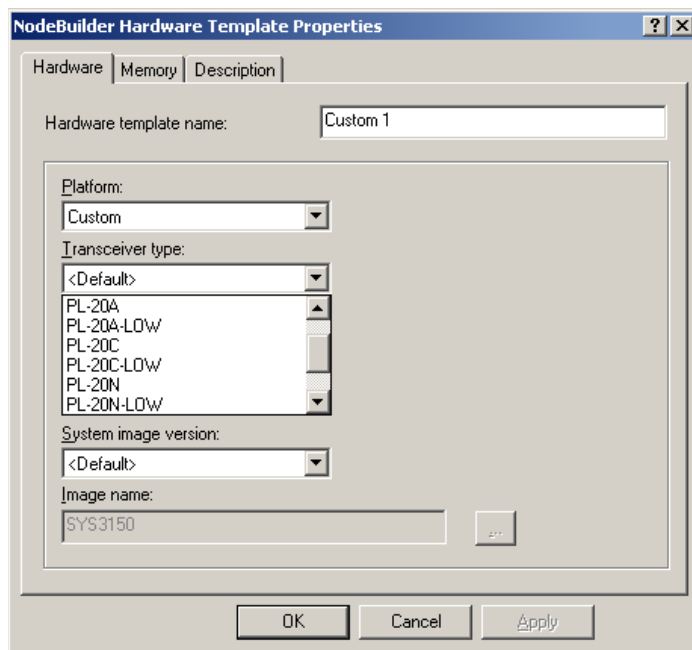 NodeBuilder Hardware Template Properties
Hardware
Memory
Description
Hardware template name:
Custom 1
Platform:
Custom
Transceiver type:
<Default>
PL-20A
PL-20A-LOW
PL-20C
PL-20C-LOW
PL-20N
PL-20N-LOW
System image version:
<Default>
Image name:
SYS3150
...
OK
Cancel
Apply